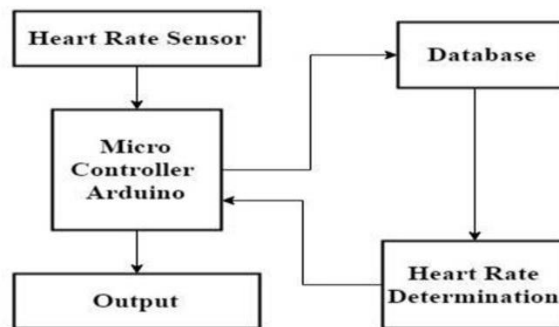 Heart Rate Sensor
Database
Micro
Controller
Arduino
Output
Heart Rate
Determination